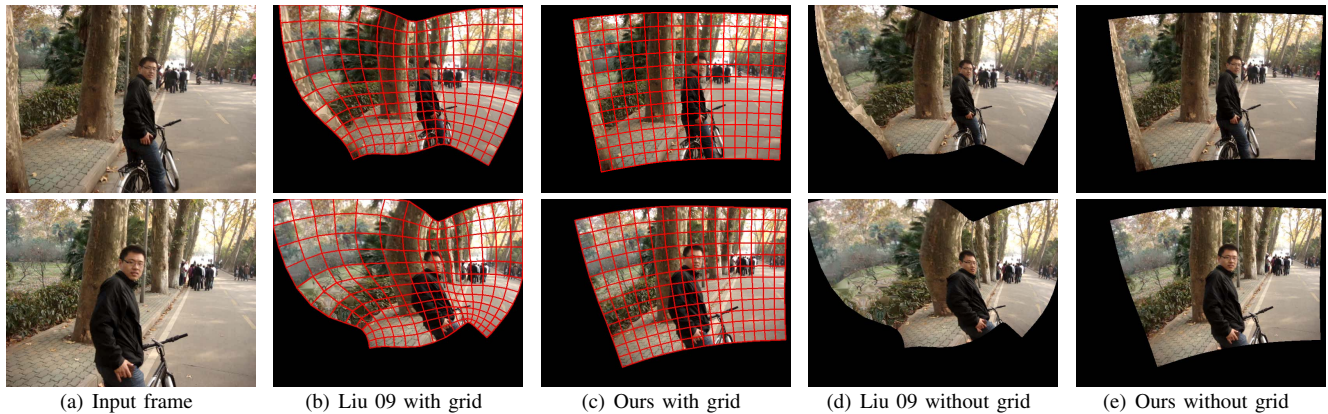 (a) Input frame
(b) Liu 09 with grid
(c) Ours with grid
(d) Liu 09 without grid
(e) Ours without grid